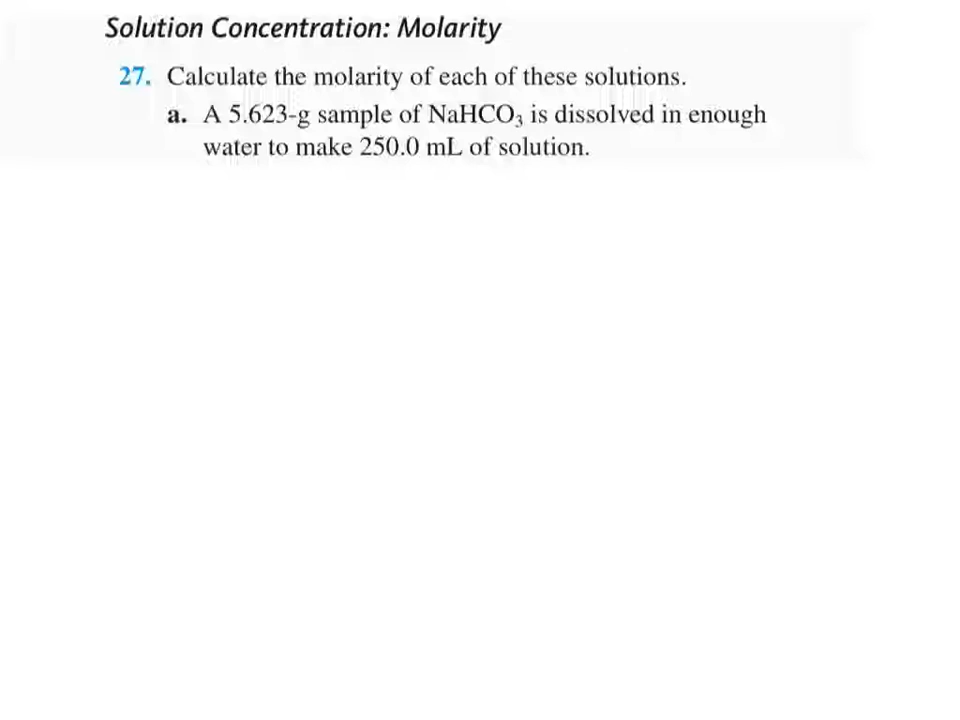 Solution Concentration: Molarity
27. Calculate the molarity of each of these solutions.
a. A 5.623-g sample of NaHCO₃ is dissolved in enough
water to make 250.0 mL of solution.